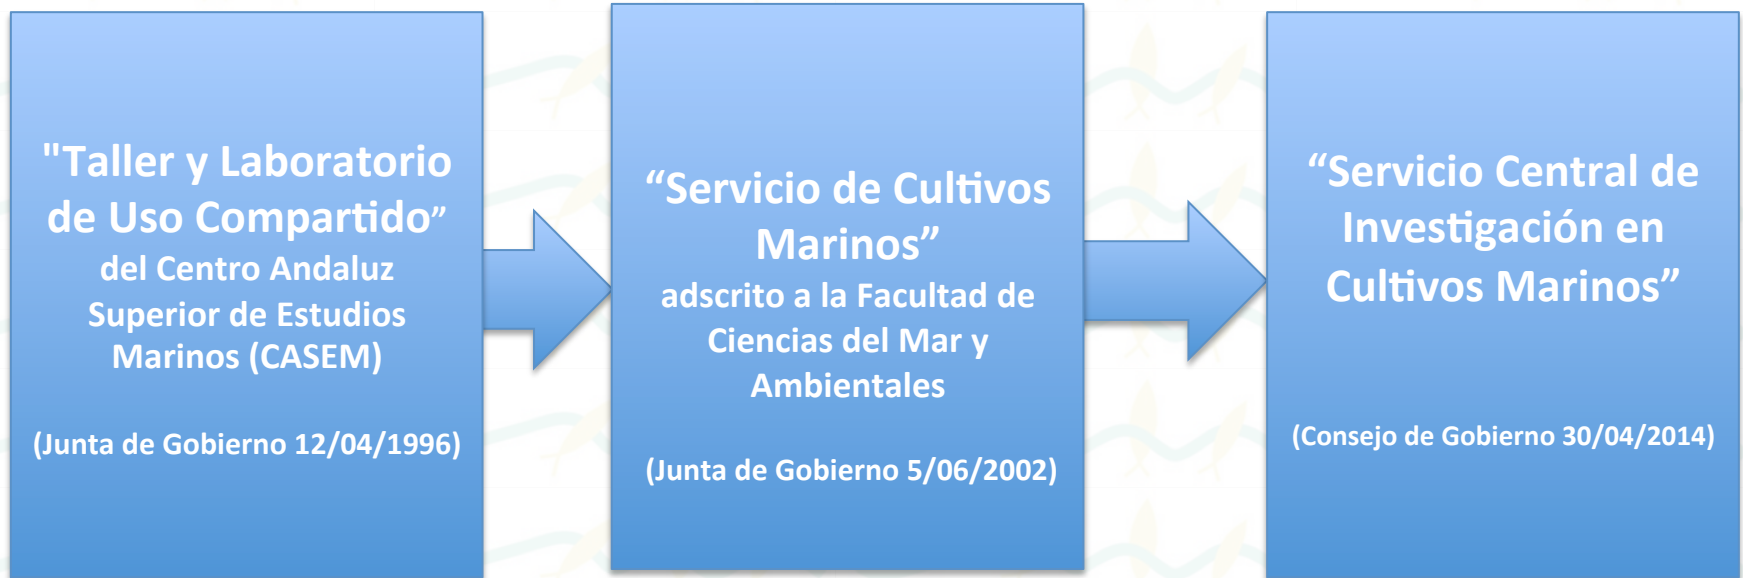 "Taller y Laboratorio
de Uso Compartido”
del Centro Andaluz
Superior de Estudios
Marinos (CASEM)
(Junta de Gobierno 12/04/1996)
“Servicio de Cultivos
Marinos”
adscrito a la Facultad de
Ciencias del Mar y
Ambientales
(Junta de Gobierno 5/06/2002)
“Servicio Central de
Investigación en
Cultivos Marinos”
(Consejo de Gobierno 30/04/2014)